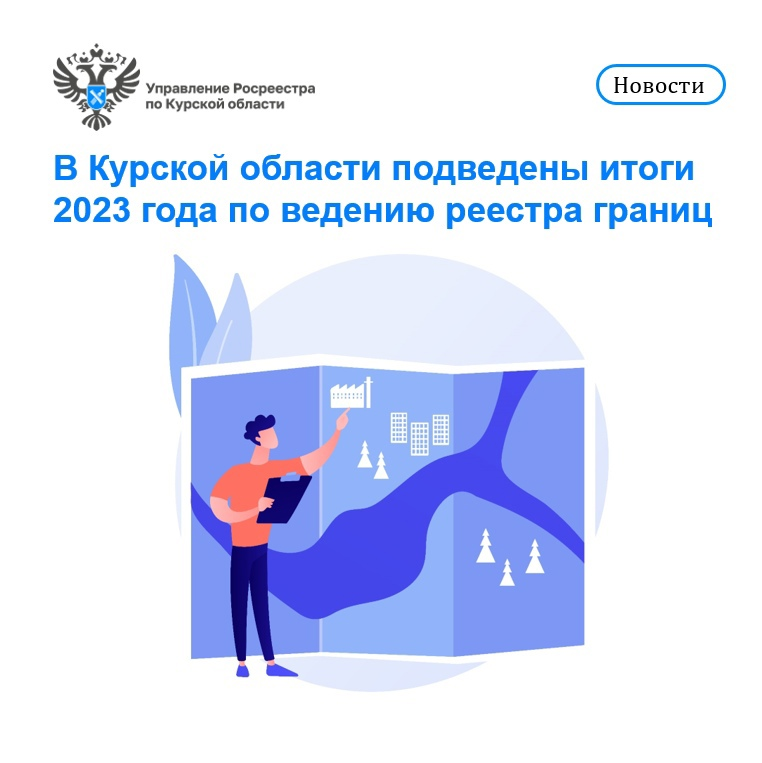 Управление Росреестра
по Курской области
Новости
В Курской области подведены итоги
2023 года по ведению реестра границ